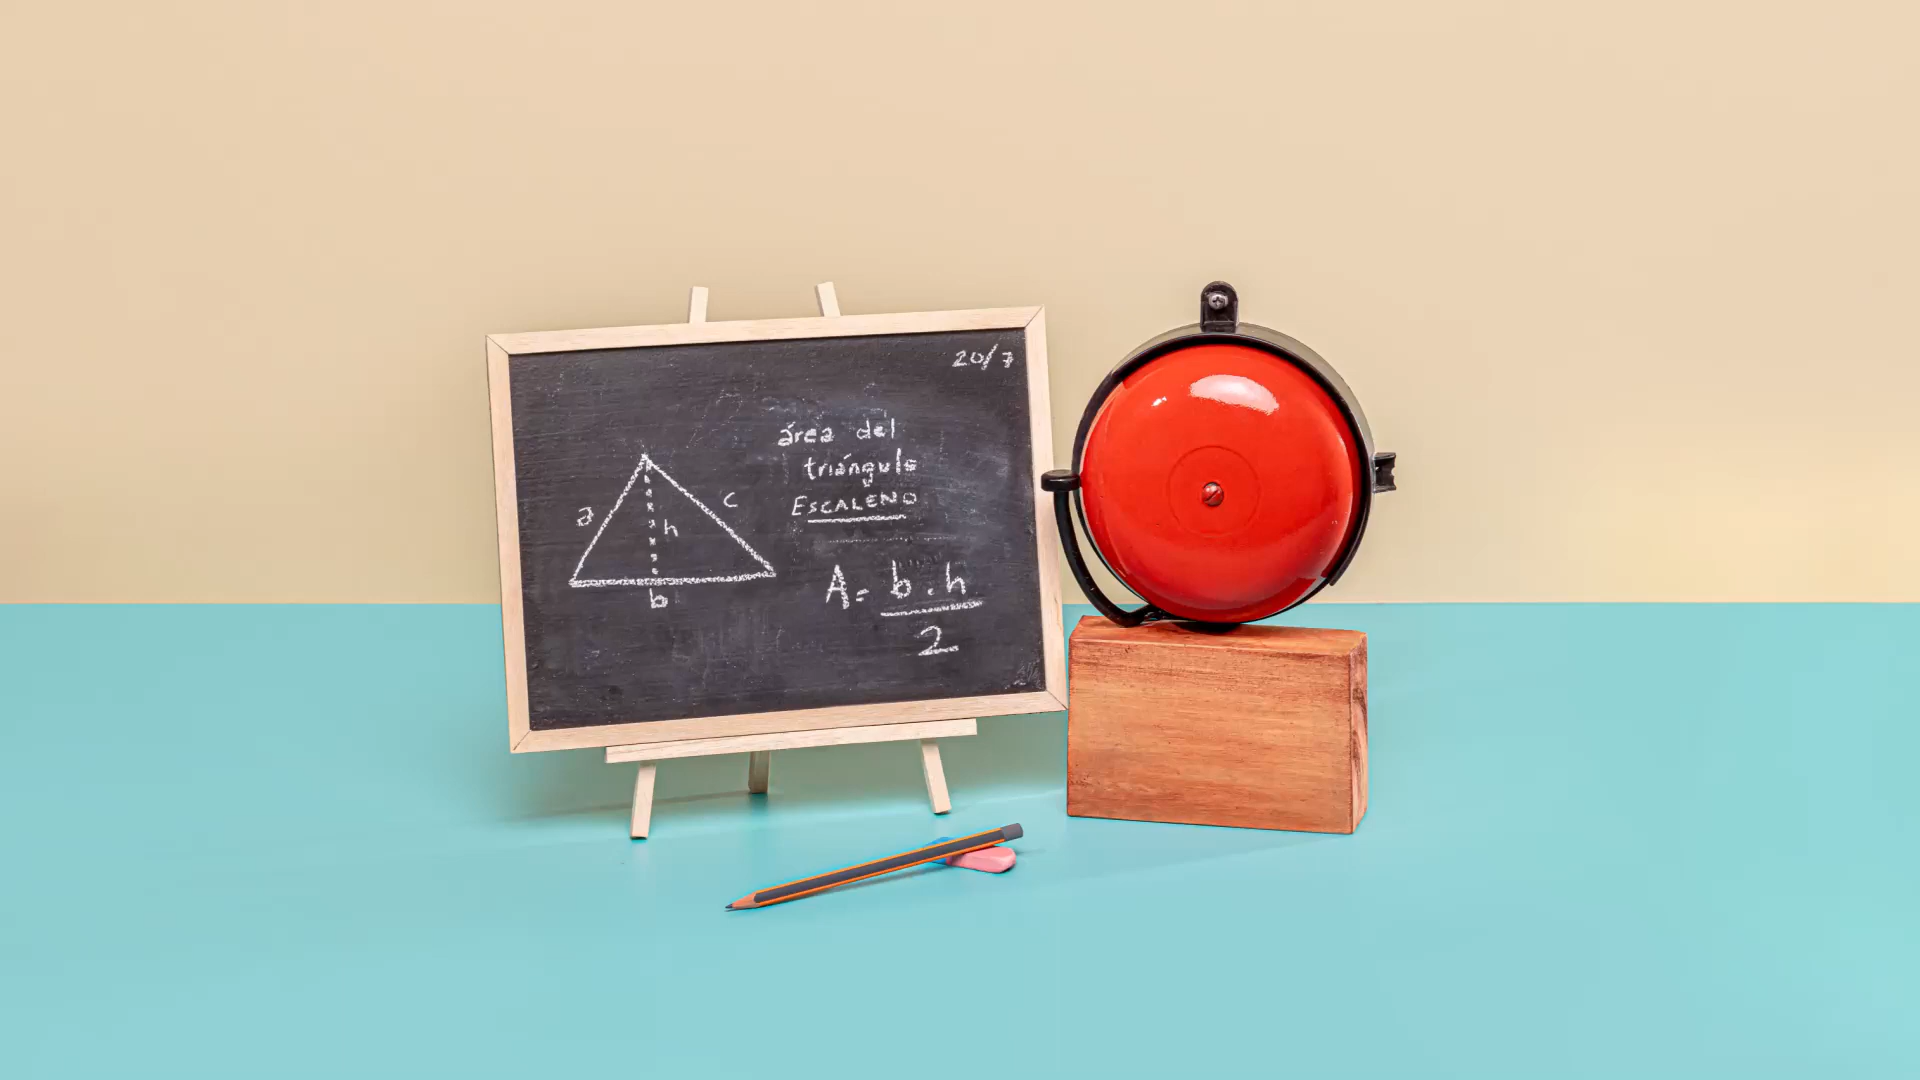 20/7
área del
triángulo
ESCALENO
a
c
h
b
A = b . h
2